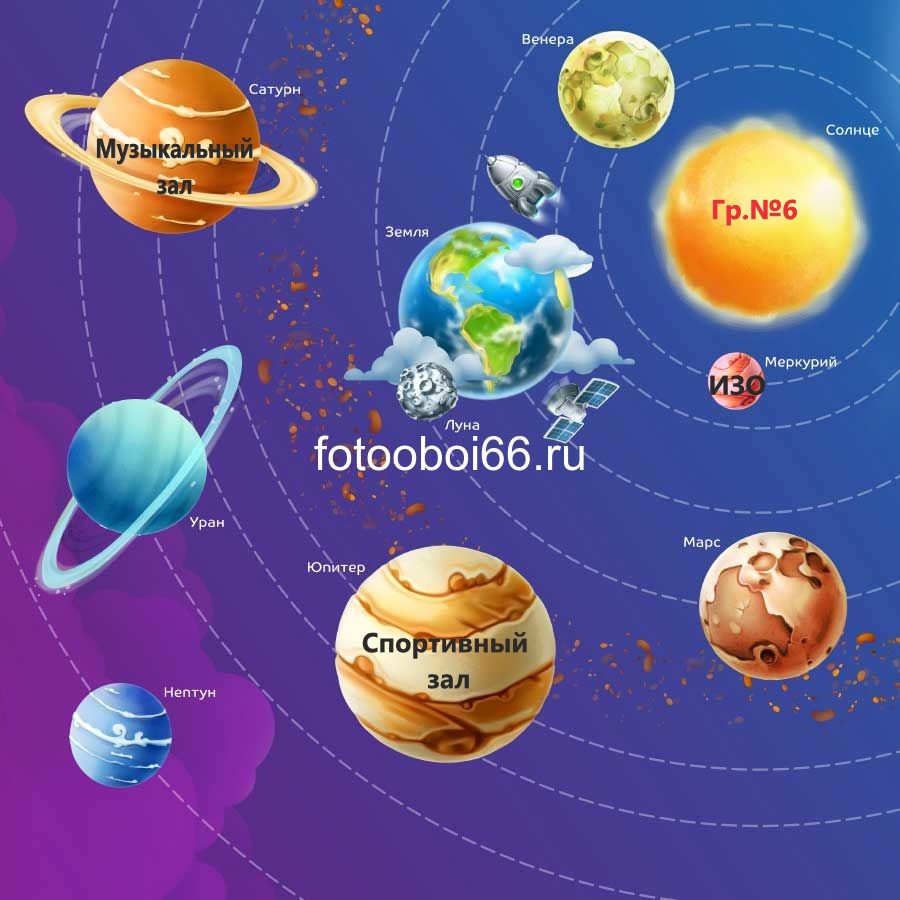 Венера
Сатурн
Солнце
Музыкальный
зал
Гр.№6
Земля
Меркурий
ИЗО
Луна
fotooboi66.ru
Уран
Марс
Юпитер
Спортивный
зал
Нептун